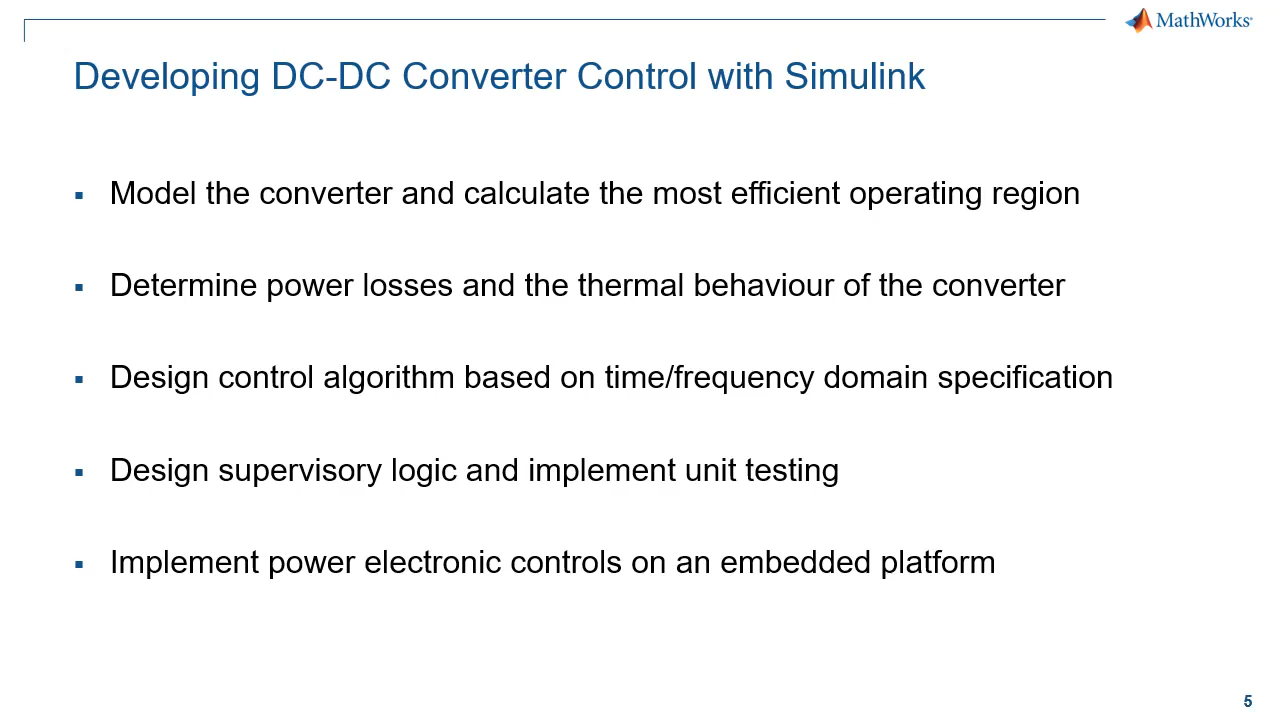 MathWorks
Developing DC-DC Converter Control with Simulink
▪ Model the converter and calculate the most efficient operating region
▪ Determine power losses and the thermal behaviour of the converter
▪ Design control algorithm based on time/frequency domain specification
▪ Design supervisory logic and implement unit testing
▪ Implement power electronic controls on an embedded platform
5